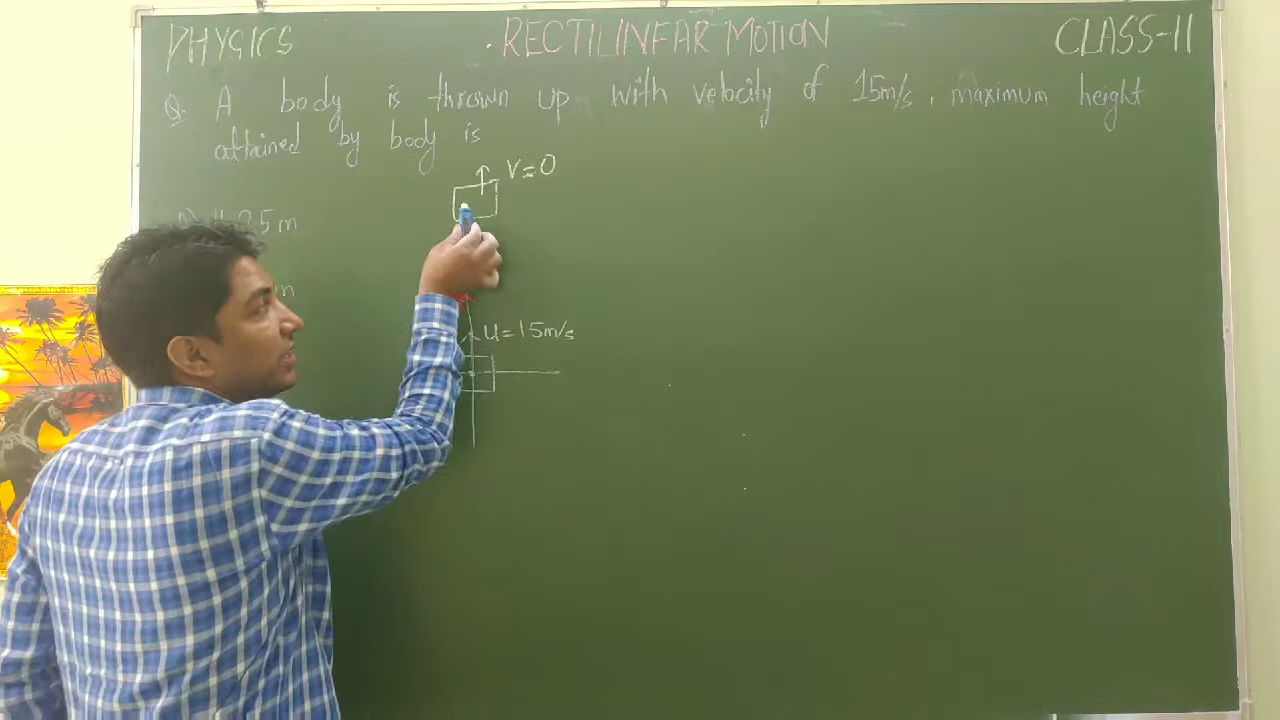 PHYSICS
RECTILINEAR MOTION
CLASS-11
Q. A body is thrown up with velocity of 15m/s, maximum height
attained by body is
V=0
u=15m/s